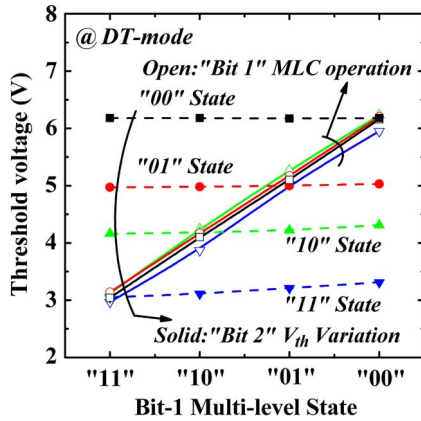 @ DT-mode
Open:"Bit 1" MLC operation
"00" State
"01" State
"10" State
"11" State
Solid:"Bit 2" Vth Variation
Threshold voltage (V)
8
7
6
5
4
3
2
"11" "10" "01" "00"
Bit-1 Multi-level State